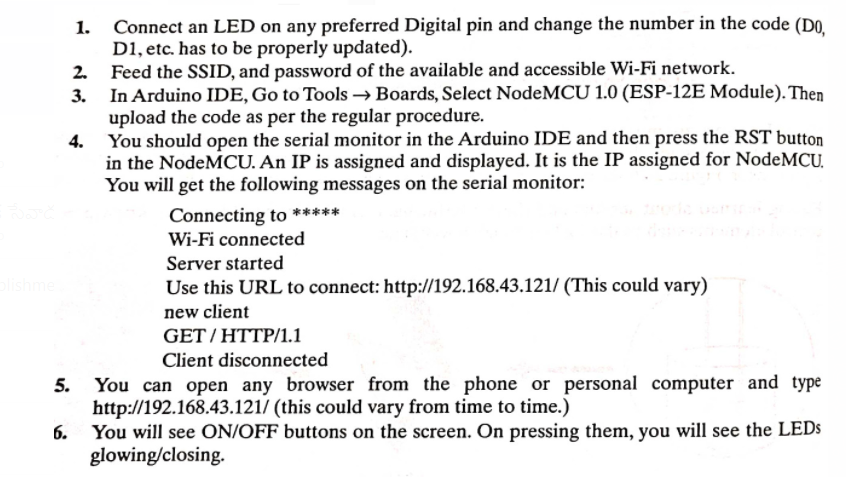 1. Connect an LED on any preferred Digital pin and change the number in the code (D0,
D1, etc. has to be properly updated).
2. Feed the SSID, and password of the available and accessible Wi-Fi network.
3. In Arduino IDE, Go to Tools → Boards, Select NodeMCU 1.0 (ESP-12E Module). Then
upload the code as per the regular procedure.
4. You should open the serial monitor in the Arduino IDE and then press the RST button
in the NodeMCU. An IP is assigned and displayed. It is the IP assigned for NodeMCU.
You will get the following messages on the serial monitor:
Connecting to *****
Wi-Fi connected
Server started
Use this URL to connect: http://192.168.43.121/ (This could vary)
new client
GET / HTTP/1.1
Client disconnected
5. You can open any browser from the phone or personal computer and type
http://192.168.43.121/ (this could vary from time to time.)
6. You will see ON/OFF buttons on the screen. On pressing them, you will see the LEDs
glowing/closing.